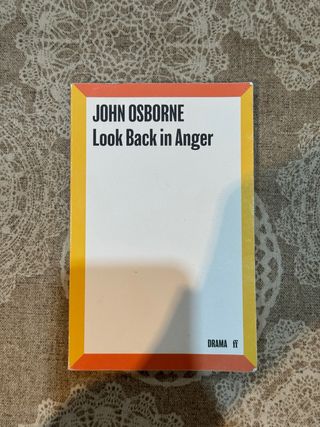 JOHN OSBORNE
Look Back in Anger
DRAMA ff